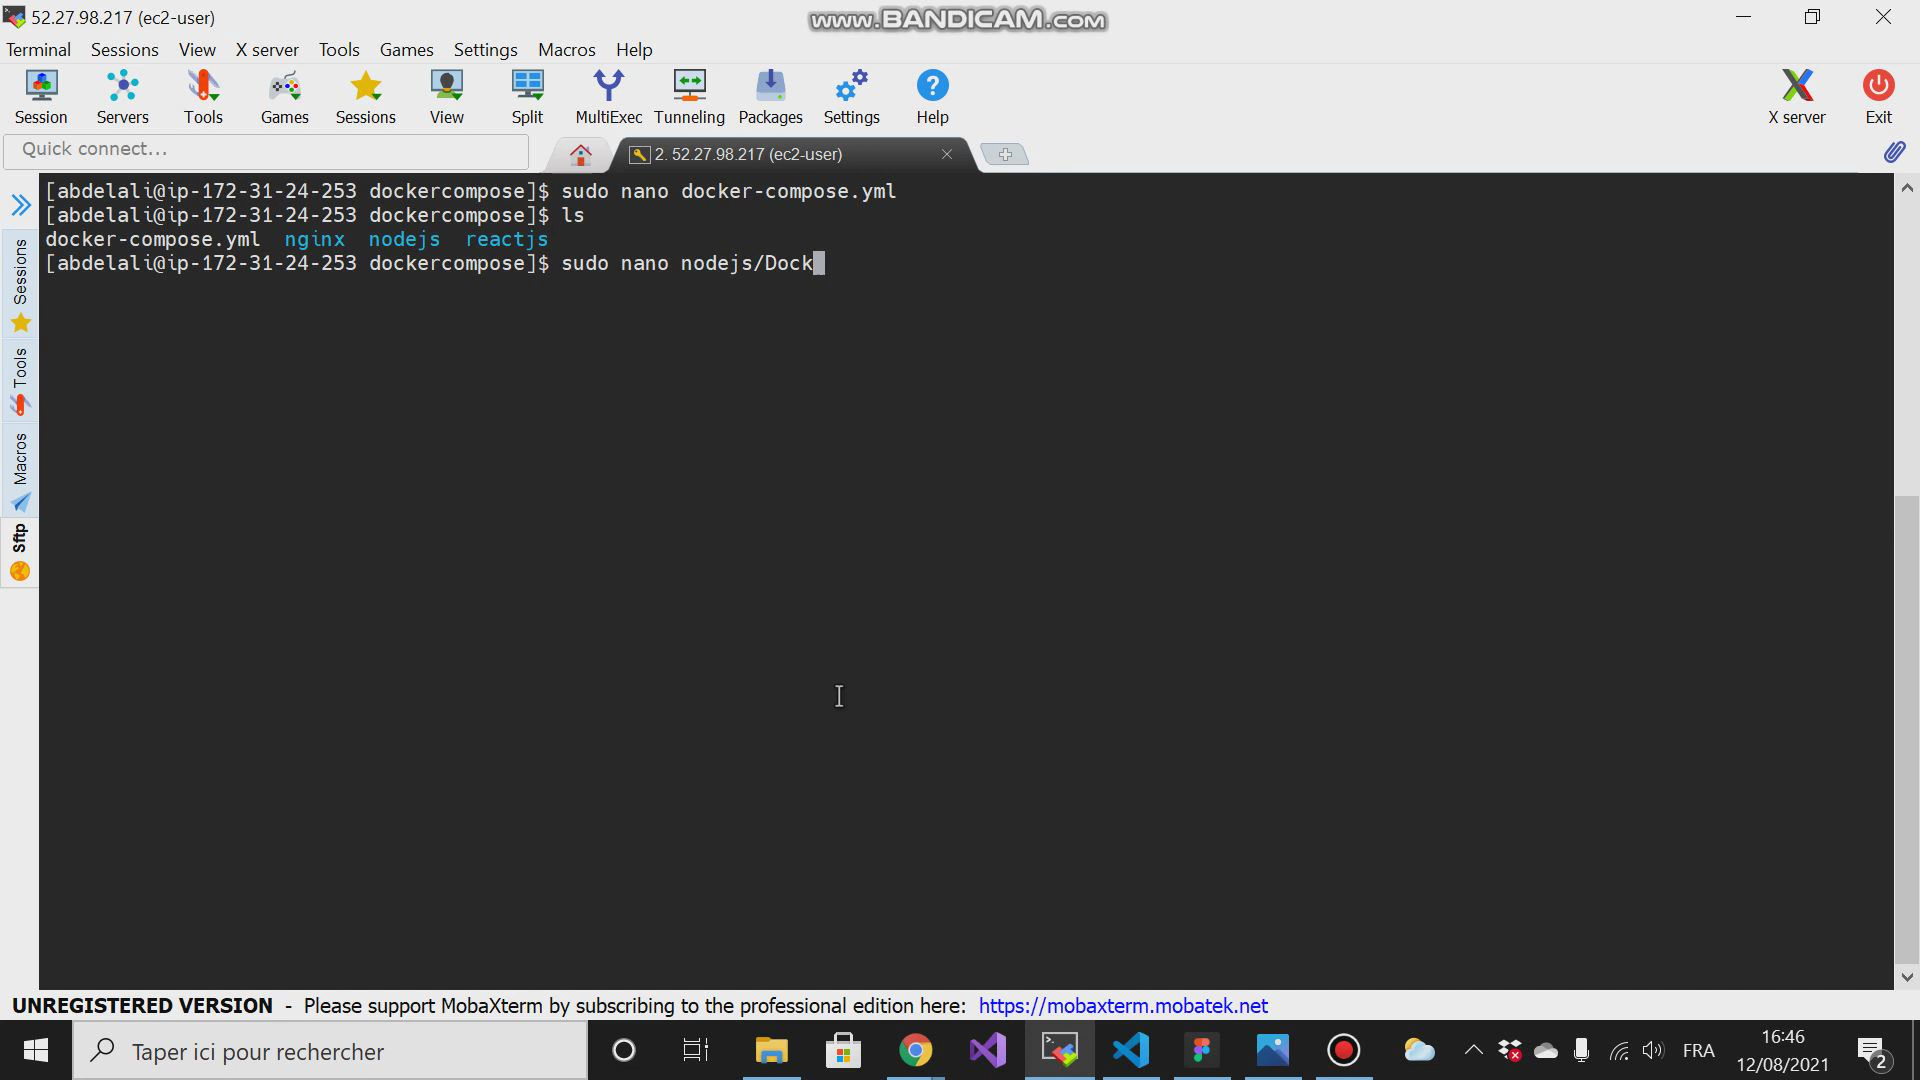 52.27.98.217 (ec2-user)
www.BANDICAM.com
Terminal Sessions View X server Tools Games Settings Macros Help
Session Servers Tools Games Sessions View Split MultiExec Tunneling Packages Settings Help X server Exit
Quick connect...
2. 52.27.98.217 (ec2-user)
[abdelali@ip-172-31-24-253 dockercompose]$ sudo nano docker-compose.yml
[abdelali@ip-172-31-24-253 dockercompose]$ ls
docker-compose.yml nginx nodejs reactjs
[abdelali@ip-172-31-24-253 dockercompose]$ sudo nano nodejs/Dock
Sessions
Tools
Macros
Sftp
UNREGISTERED VERSION - Please support MobaXterm by subscribing to the professional edition here: https://mobaxterm.mobatek.net
Taper ici pour rechercher
FRA
16:46
12/08/2021
2